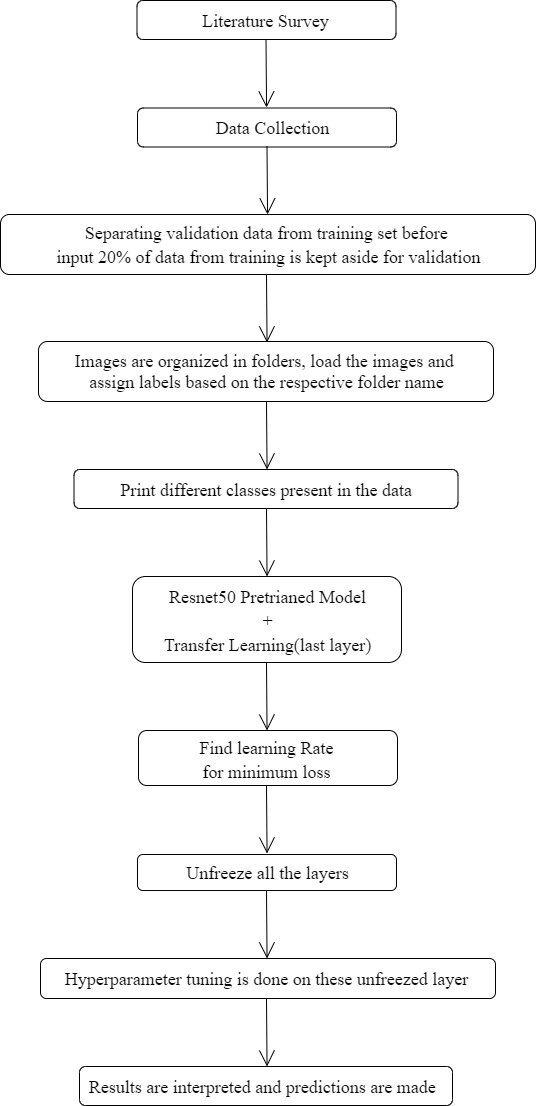 Literature Survey
Data Collection
Separating validation data from training set before
input 20% of data from training is kept aside for validation
Images are organized in folders, load the images and
assign labels based on the respective folder name
Print different classes present in the data
Resnet50 Pretrianed Model
+
Transfer Learning(last layer)
Find learning Rate
for minimum loss
Unfreeze all the layers
Hyperparameter tuning is done on these unfreezed layer
Results are interpreted and predictions are made